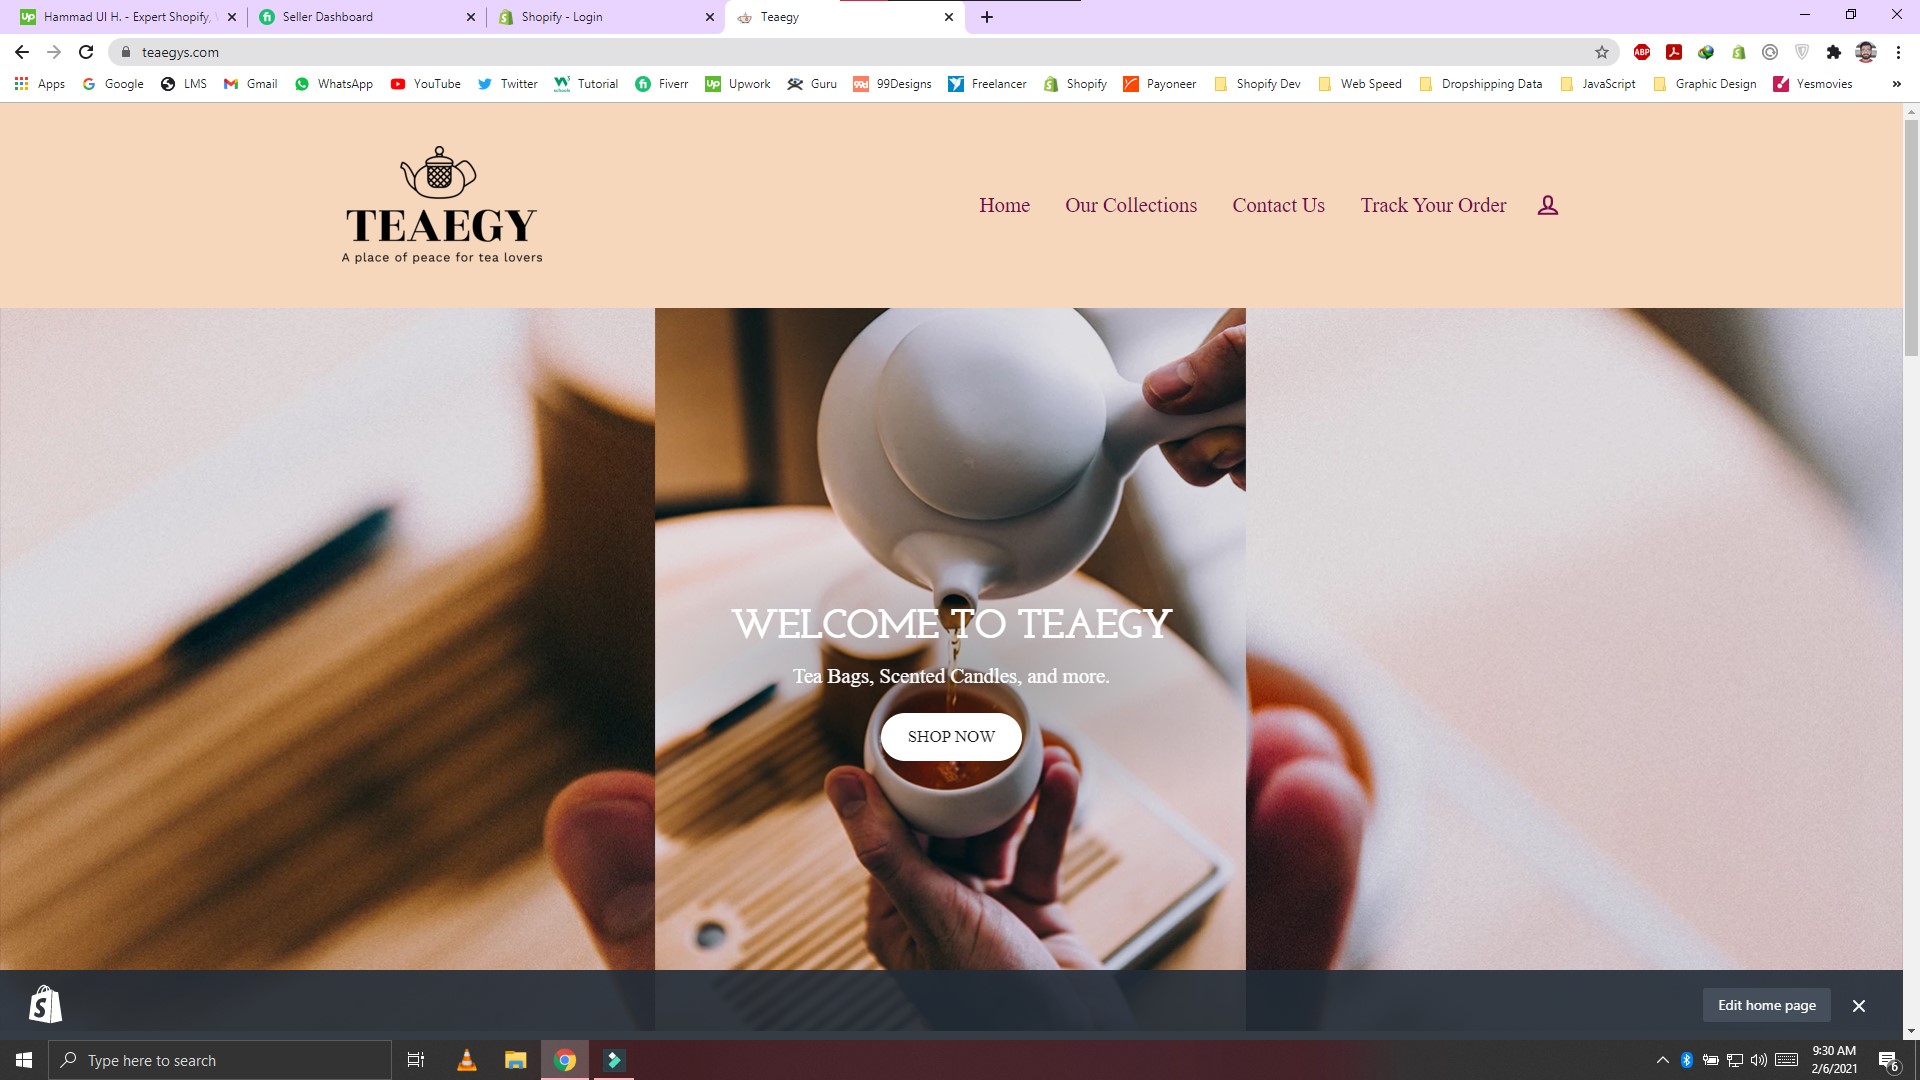 Hammad Ul H. - Expert Shopify,
Seller Dashboard
Shopify - Login
Teaegy
teaegys.com
ABP
Apps
Google
LMS
Gmail
WhatsApp
YouTube
Twitter
Tutorial
Fiverr
Upwork
Guru
99Designs
Freelancer
Shopify
Payoneer
Shopify Dev
Web Speed
Dropshipping Data
JavaScript
Graphic Design
Yesmovies
TEAEGY
A place of peace for tea lovers
Home
Our Collections
Contact Us
Track Your Order
WELCOME TO TEAEGY
Tea Bags, Scented Candles, and more.
SHOP NOW
Edit home page
Type here to search
9:30 AM
2/6/2021
6